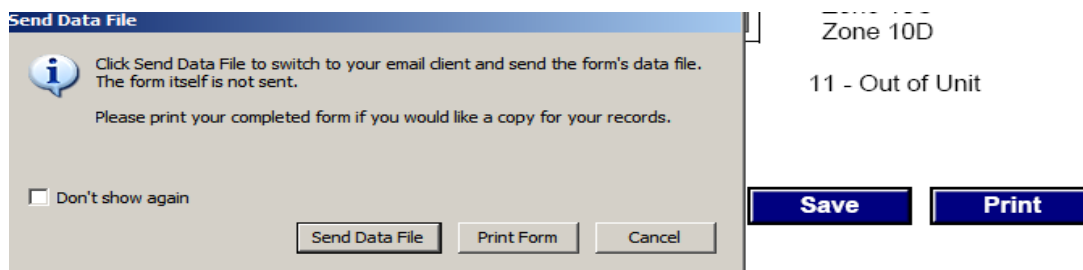 Send Data File
Click Send Data File to switch to your email client and send the form's data file.
The form itself is not sent.
Please print your completed form if you would like a copy for your records.
Don't show again
Send Data File
Print Form
Cancel
Zone 10D
11 - Out of Unit
Save
Print